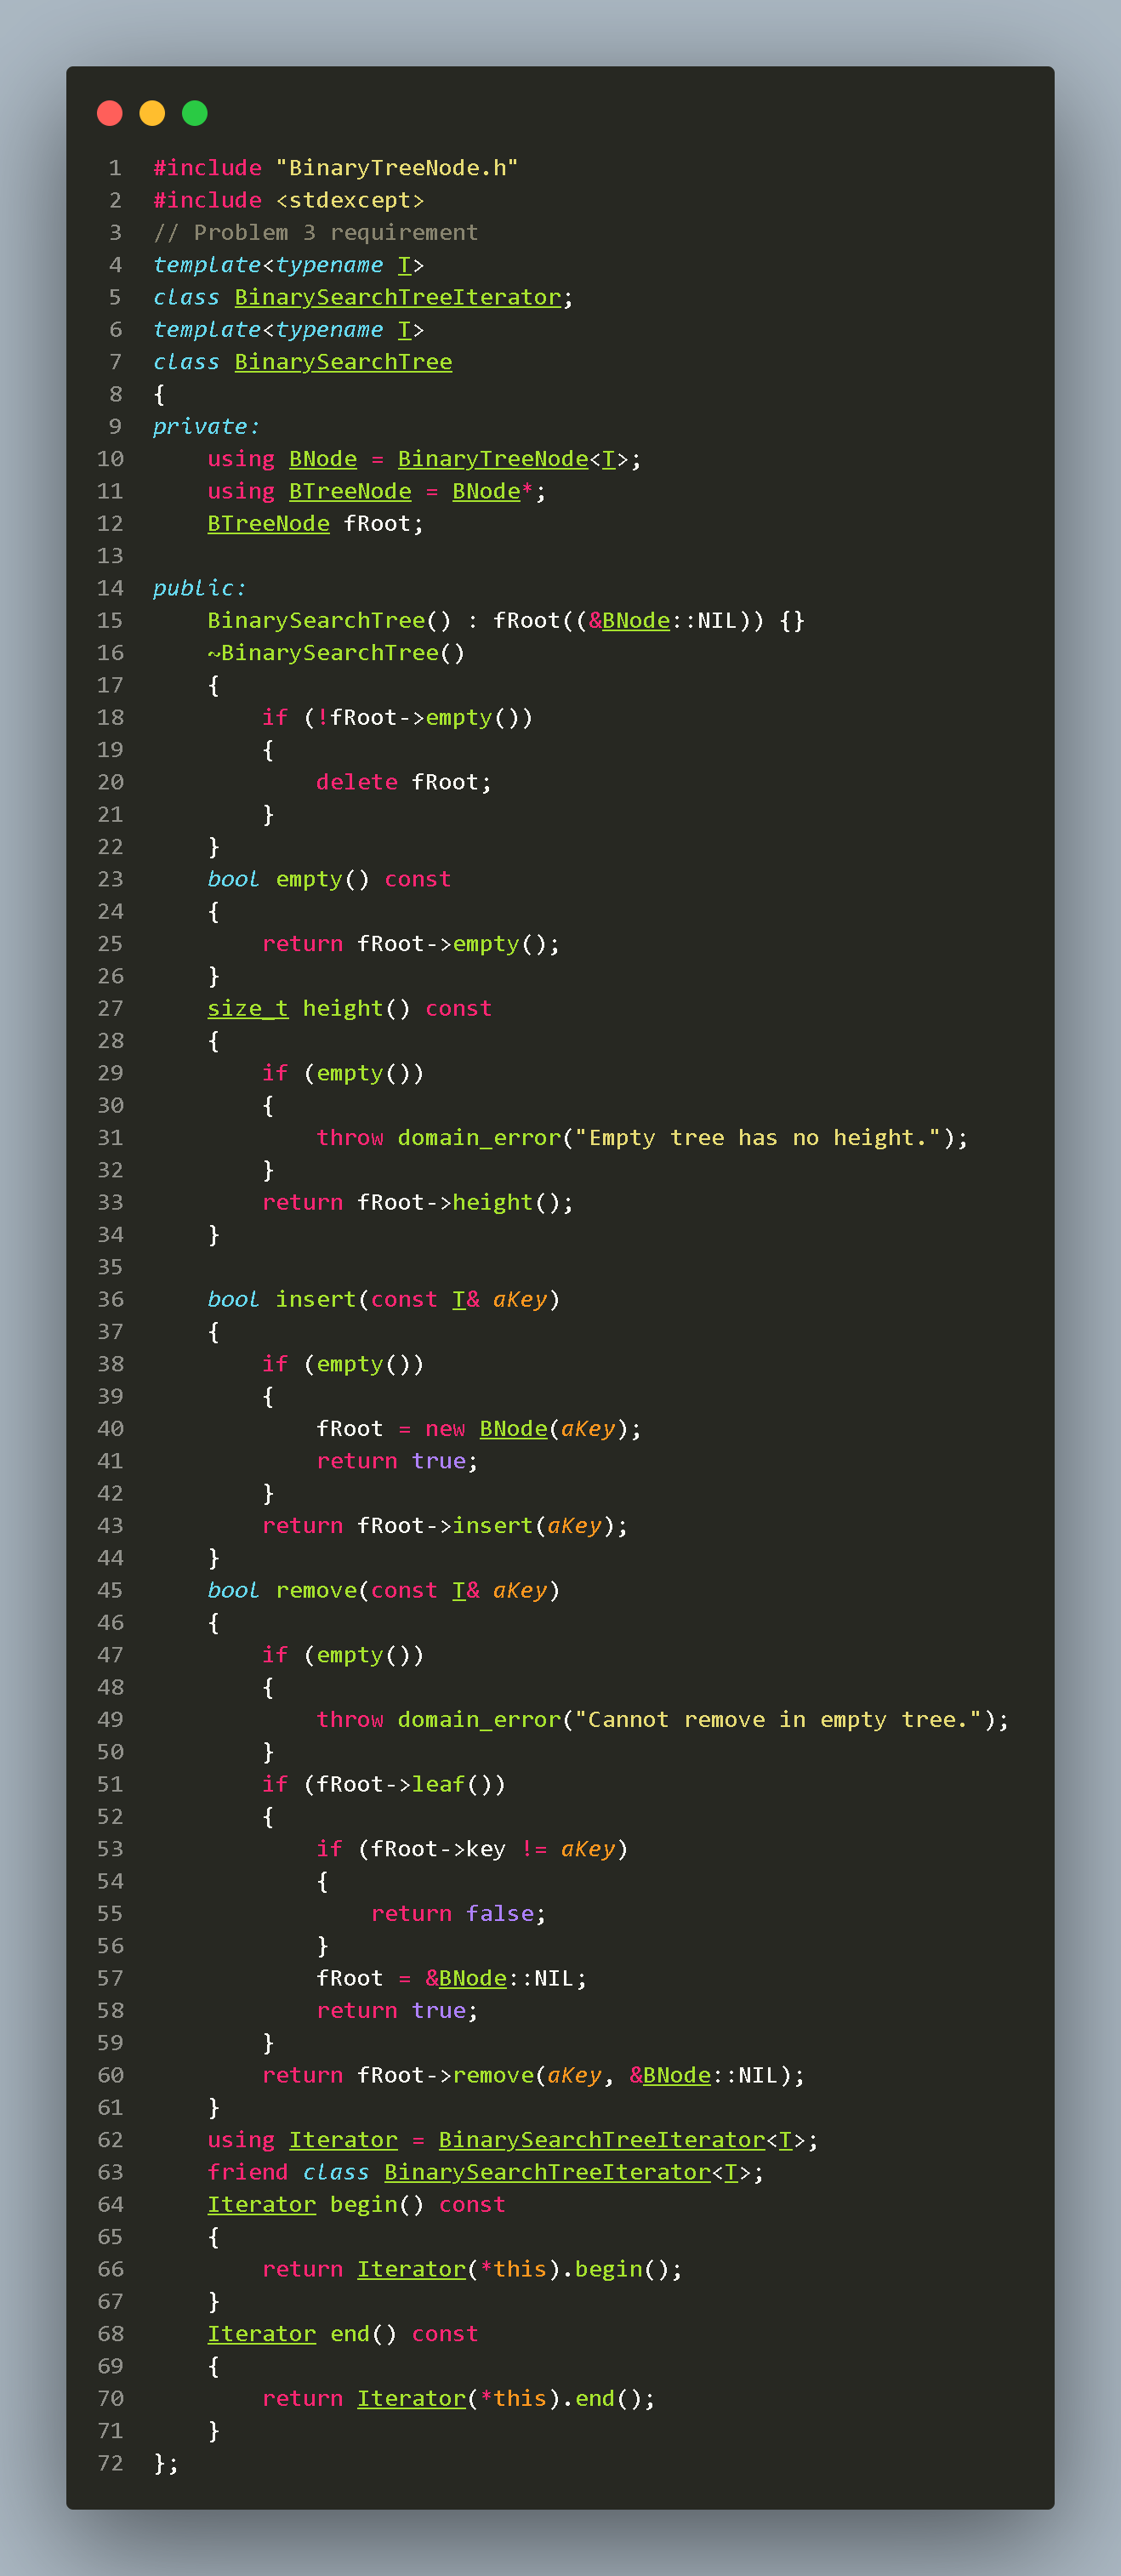 1 #include "BinaryTreeNode.h"
2 #include <stdexcept>
3 // Problem 3 requirement
4 template<typename T>
5 class BinarySearchTreeIterator;
6 template<typename T>
7 class BinarySearchTree
8 {
9 private:
10     using BNode = BinaryTreeNode<T>;
11     using BTreeNode = BNode*;
12     BTreeNode fRoot;
13
14 public:
15     BinarySearchTree() : fRoot((&BNode::NIL)) {}
16     ~BinarySearchTree()
17     {
18         if (!fRoot->empty())
19         {
20             delete fRoot;
21         }
22     }
23     bool empty() const
24     {
25         return fRoot->empty();
26     }
27     size_t height() const
28     {
29         if (empty())
30         {
31             throw domain_error("Empty tree has no height.");
32         }
33         return fRoot->height();
34     }
35
36     bool insert(const T& aKey)
37     {
38         if (empty())
39         {
40             fRoot = new BNode(aKey);
41             return true;
42         }
43         return fRoot->insert(aKey);
44     }
45     bool remove(const T& aKey)
46     {
47         if (empty())
48         {
49             throw domain_error("Cannot remove in empty tree.");
50         }
51         if (fRoot->leaf())
52         {
53             if (fRoot->key != aKey)
54             {
55                 return false;
56             }
57             fRoot = &BNode::NIL;
58             return true;
59         }
60         return fRoot->remove(aKey, &BNode::NIL);
61     }
62     using Iterator = BinarySearchTreeIterator<T>;
63     friend class BinarySearchTreeIterator<T>;
64     Iterator begin() const
65     {
66         return Iterator(*this).begin();
67     }
68     Iterator end() const
69     {
70         return Iterator(*this).end();
71     }
72 };